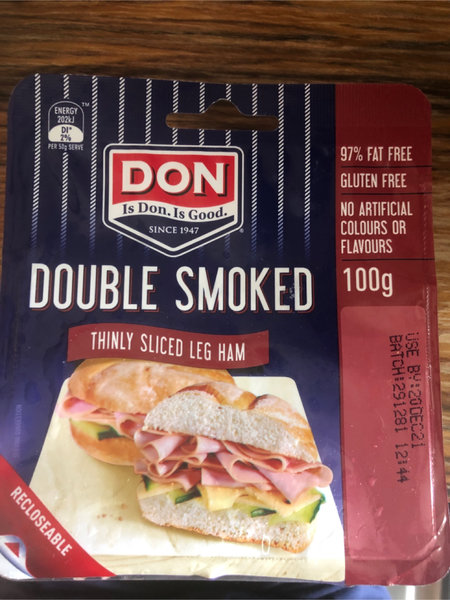 ENERGY
202kJ
DI*
2%
PER 50g SERVE
™
DON
Is Don. Is Good.
SINCE 1947
®
DOUBLE SMOKED
THINLY SLICED LEG HAM
97% FAT FREE
GLUTEN FREE
NO ARTIFICIAL
COLOURS OR
FLAVOURS
100g
USE BY:20DEC21
BATCH:291281 12:44
RECLOSEABLE